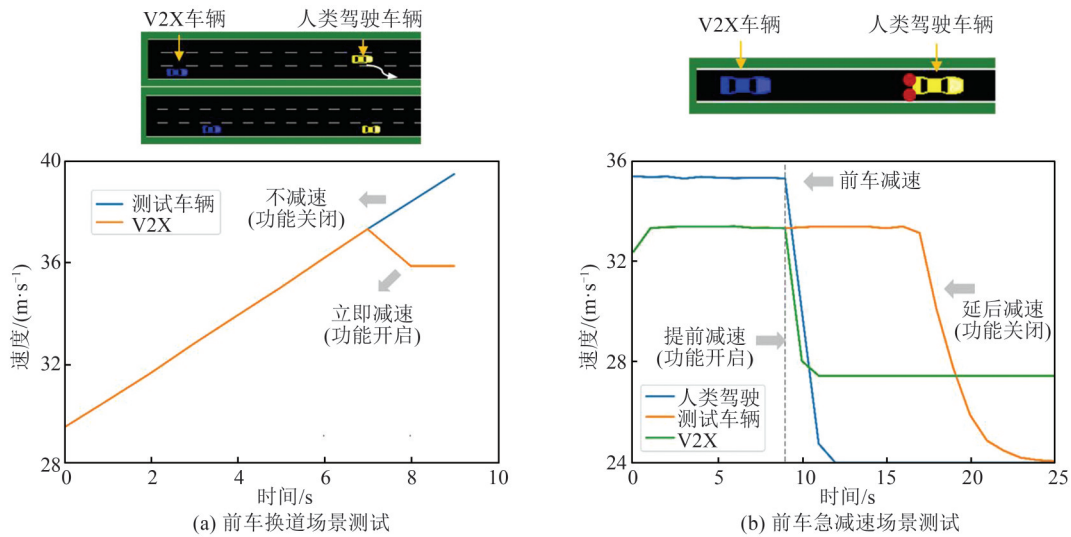 V2X车辆
人类驾驶车辆
40
36
32
28
速度/(m·s⁻¹)
测试车辆
V2X
不减速
(功能关闭)
立即减速
(功能开启)
0 2 4 6 8 10
时间/s
(a) 前车换道场景测试
V2X车辆
人类驾驶车辆
36
32
28
24
速度/(m·s⁻¹)
前车减速
提前减速
(功能开启)
延后减速
(功能关闭)
人类驾驶
测试车辆
V2X
0 5 10 15 20 25
时间/s
(b) 前车急减速场景测试